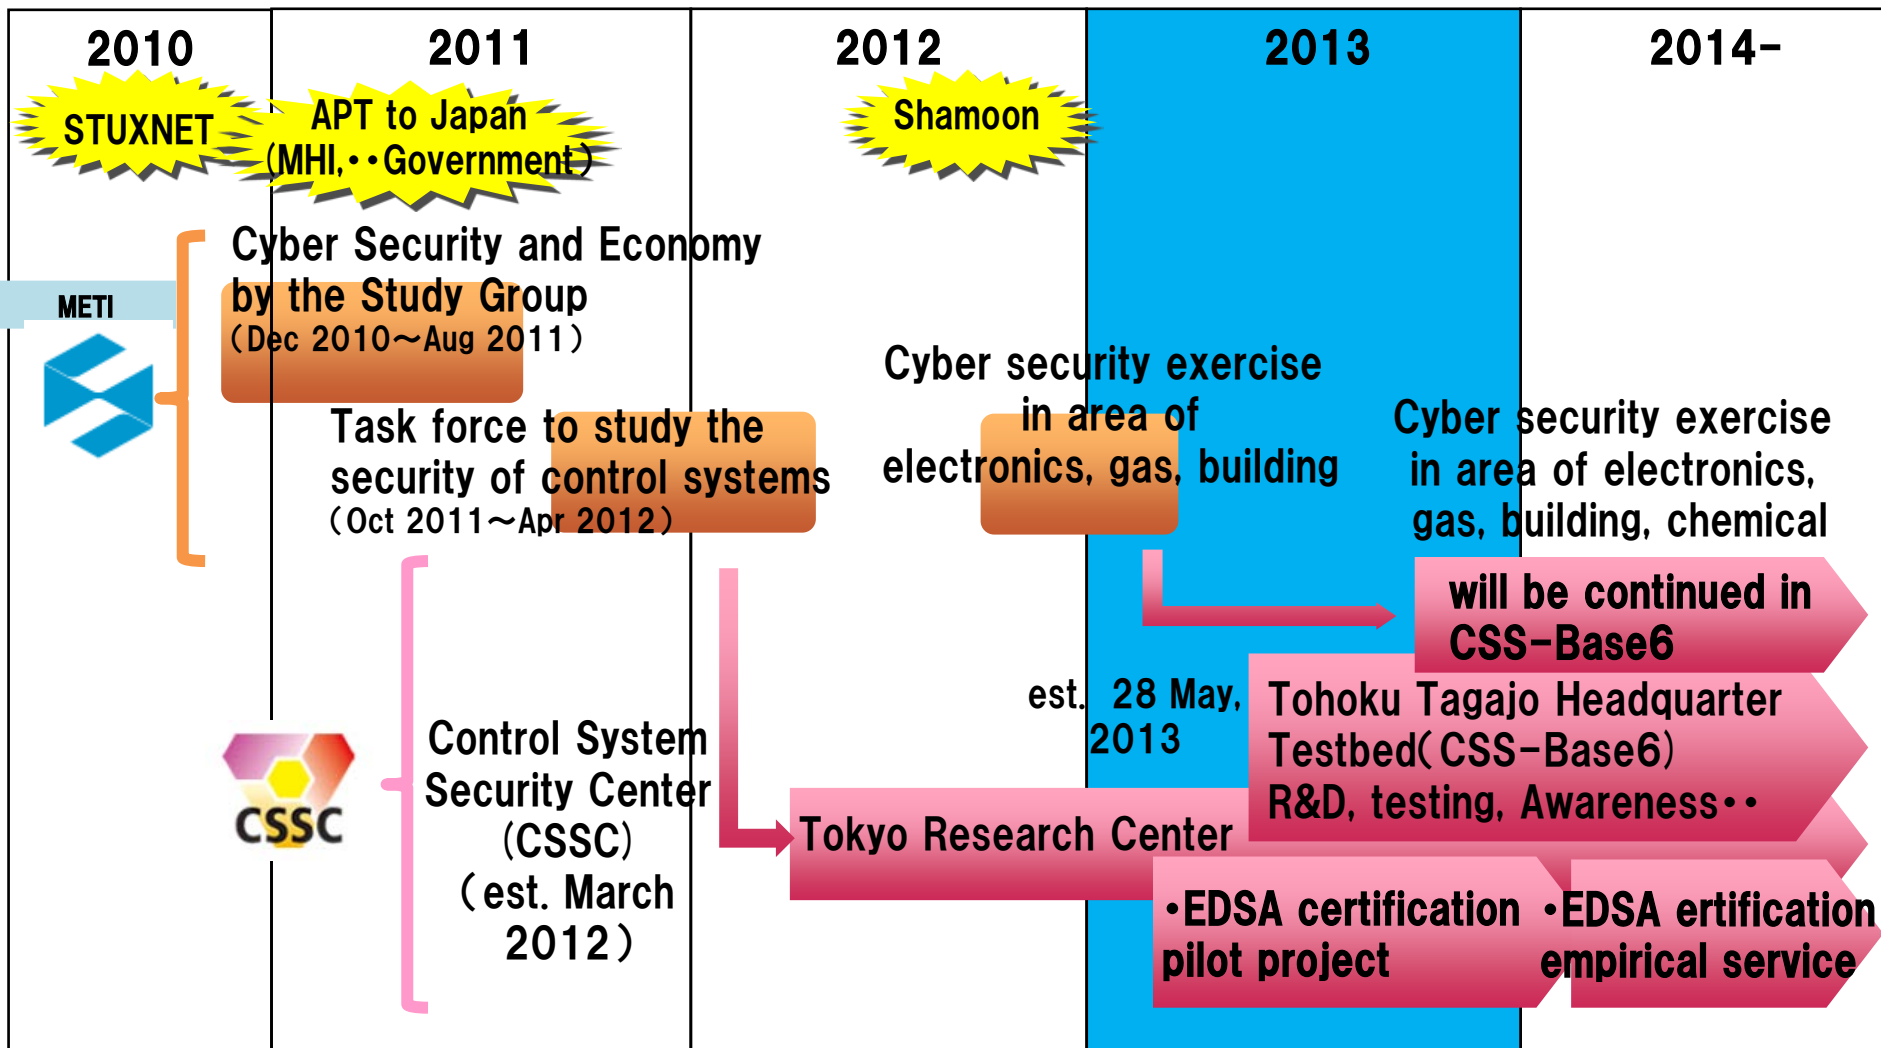 2010
2011
2012
2013
2014-
STUXNET
APT to Japan
(MHI,・・Government)
Shamoon
METI
Cyber Security and Economy
by the Study Group
(Dec 2010～Aug 2011)
Task force to study the
security of control systems
(Oct 2011～Apr 2012)
Cyber security exercise
in area of
electronics, gas, building
Cyber security exercise
in area of electronics,
gas, building, chemical
will be continued in
CSS-Base6
est. 28 May,
2013
Tohoku Tagajo Headquarter
Testbed(CSS-Base6)
R&D, testing, Awareness・・
CSSC
Control System
Security Center
(CSSC)
(est. March
2012)
Tokyo Research Center
・EDSA certification
pilot project
・EDSA ertification
empirical service